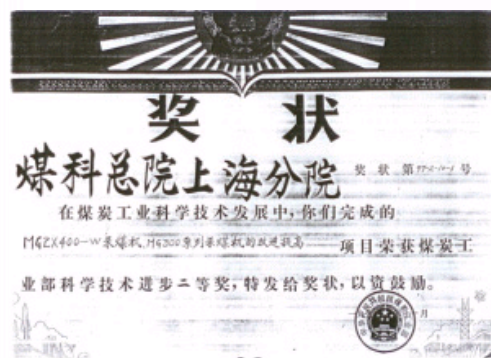 奖状
煤科总院上海分院
奖状 第 号
在煤炭工业科学技术发展中，你们完成的
MG2X400-W采煤机、MG300系列采煤机的改进提高 项目荣获煤炭工
业部科学技术进步二等奖，特发给奖状，以资鼓励。
月